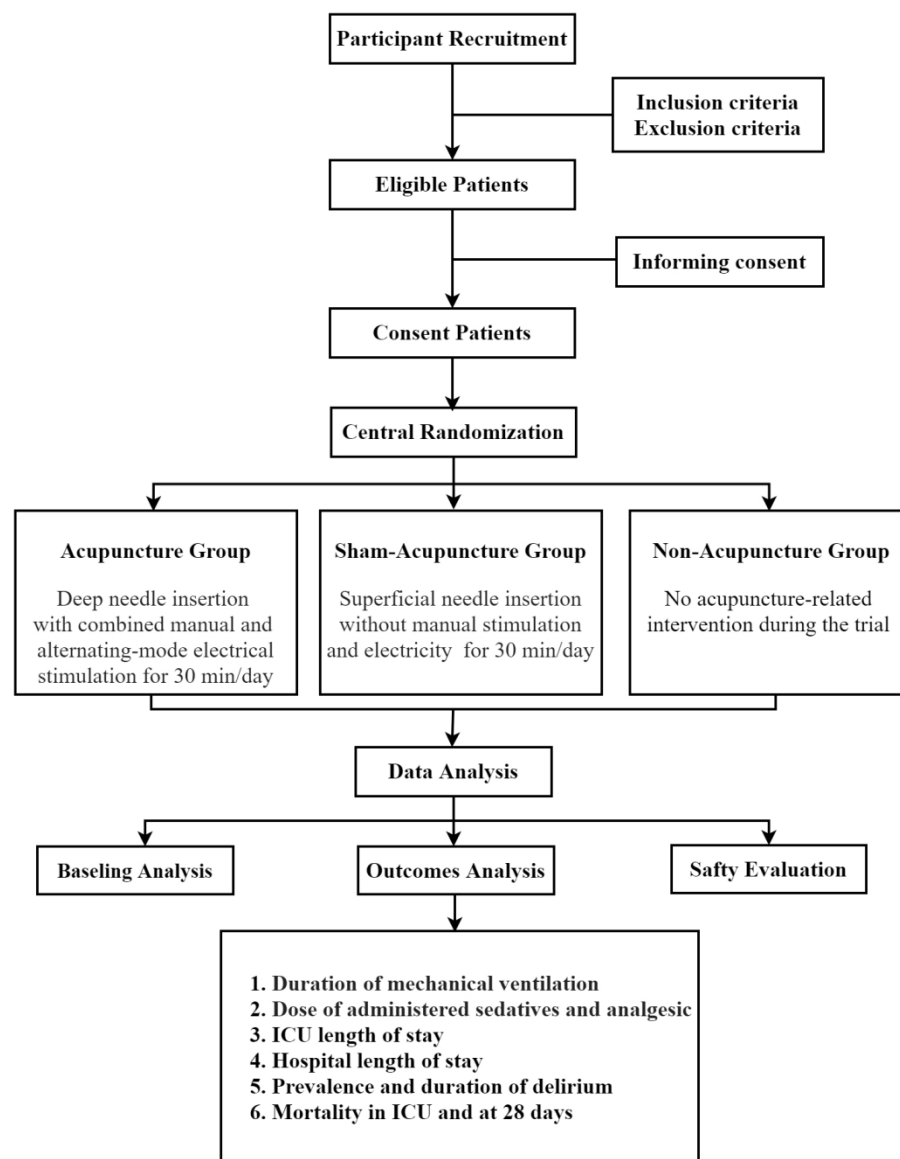 Participant Recruitment
Inclusion criteria
Exclusion criteria
Eligible Patients
Informing consent
Consent Patients
Central Randomization
Acupuncture Group
Deep needle insertion
with combined manual and
alternating-mode electrical
stimulation for 30 min/day
Sham-Acupuncture Group
Superficial needle insertion
without manual stimulation
and electricity for 30 min/day
Non-Acupuncture Group
No acupuncture-related
intervention during the trial
Data Analysis
Baseling Analysis
Outcomes Analysis
Safty Evaluation
1. Duration of mechanical ventilation
2. Dose of administered sedatives and analgesic
3. ICU length of stay
4. Hospital length of stay
5. Prevalence and duration of delirium
6. Mortality in ICU and at 28 days